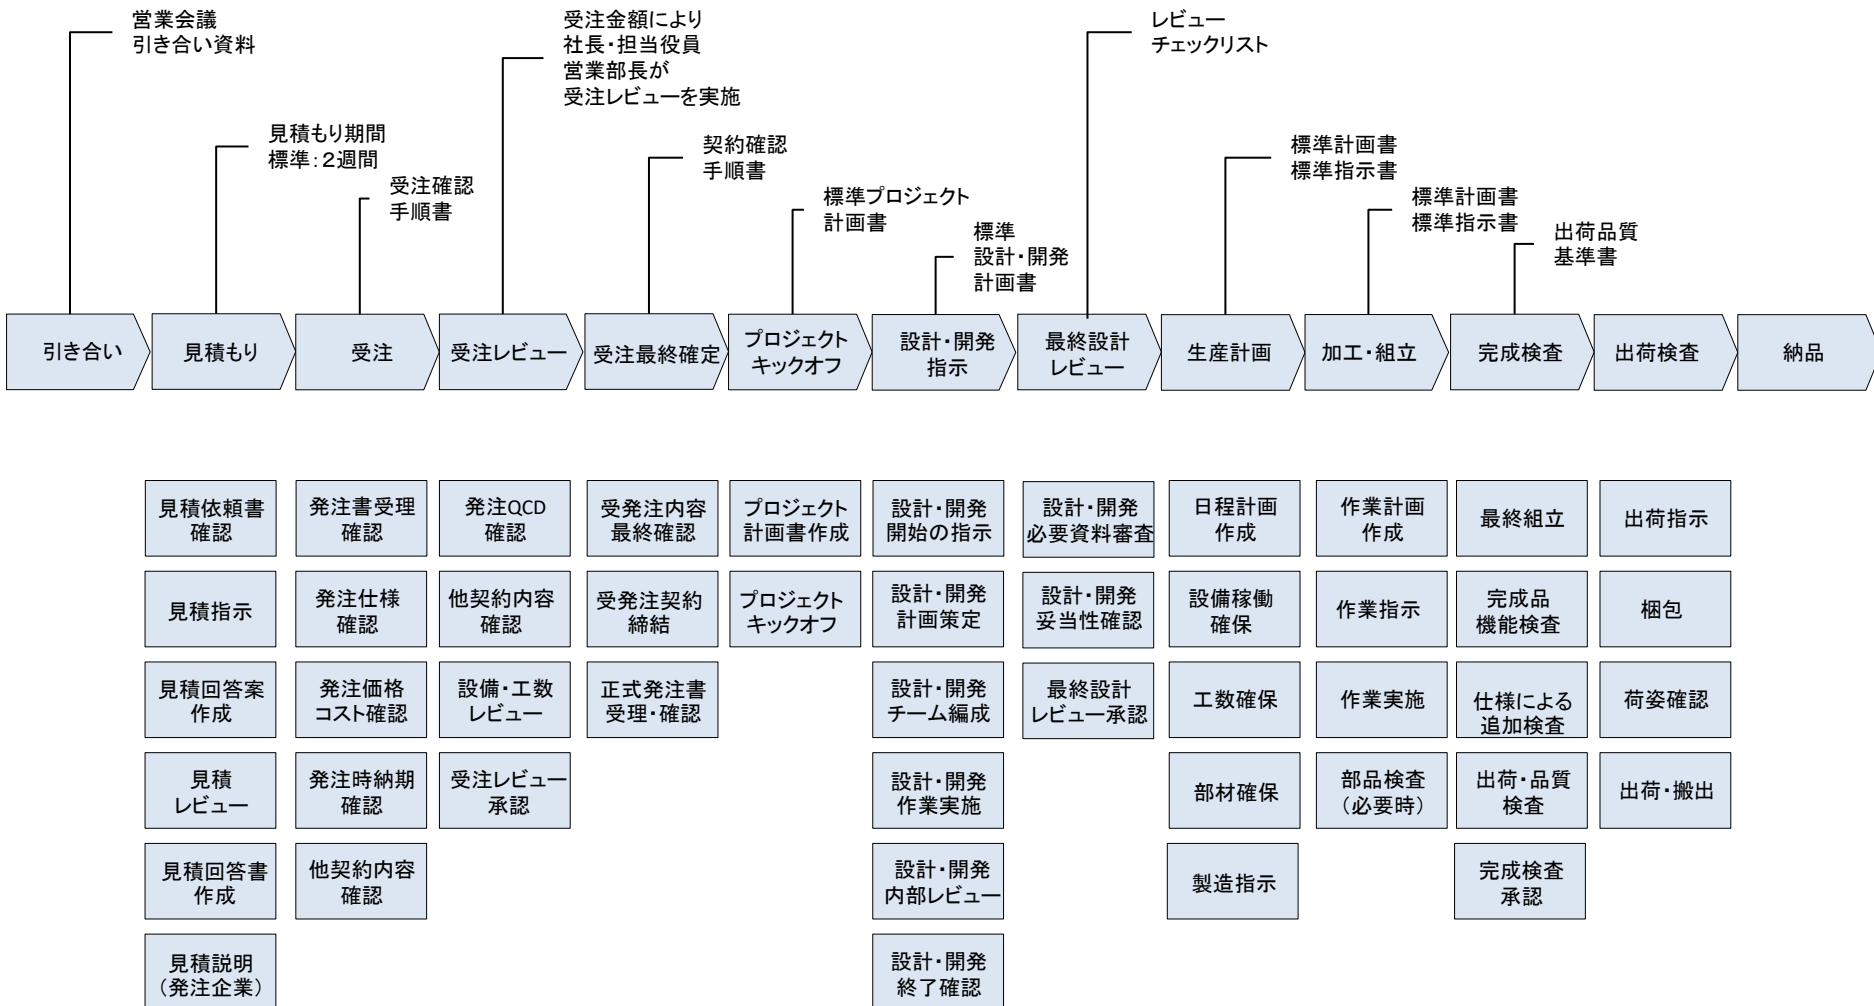 営業会議
引き合い資料
受注金額により
社長・担当役員
営業部長が
受注レビューを実施
レビュー
チェックリスト
見積もり期間
標準：２週間
受注確認
手順書
契約確認
手順書
標準プロジェクト
計画書
標準
設計・開発
計画書
標準計画書
標準指示書
標準計画書
標準指示書
出荷品質
基準書
引き合い
見積もり
受注
受注レビュー
受注最終確定
プロジェクト
キックオフ
設計・開発
指示
最終設計
レビュー
生産計画
加工・組立
完成検査
出荷検査
納品
見積依頼書
確認
見積指示
見積回答案
作成
見積
レビュー
見積回答書
作成
見積説明
（発注企業）
発注書受理
確認
発注仕様
確認
発注価格
コスト確認
発注時納期
確認
他契約内容
確認
発注QCD
確認
他契約内容
確認
設備・工数
レビュー
受注レビュー
承認
受発注内容
最終確認
受発注契約
締結
正式発注書
受理・確認
プロジェクト
計画書作成
プロジェクト
キックオフ
設計・開発
開始の指示
設計・開発
計画策定
設計・開発
チーム編成
設計・開発
作業実施
設計・開発
内部レビュー
設計・開発
終了確認
設計・開発
必要資料審査
設計・開発
妥当性確認
最終設計
レビュー承認
日程計画
作成
設備稼働
確保
工数確保
部材確保
製造指示
作業計画
作成
作業指示
作業実施
部品検査
（必要時）
最終組立
完成品
機能検査
仕様による
追加検査
出荷・品質
検査
完成検査
承認
出荷指示
梱包
荷姿確認
出荷・搬出